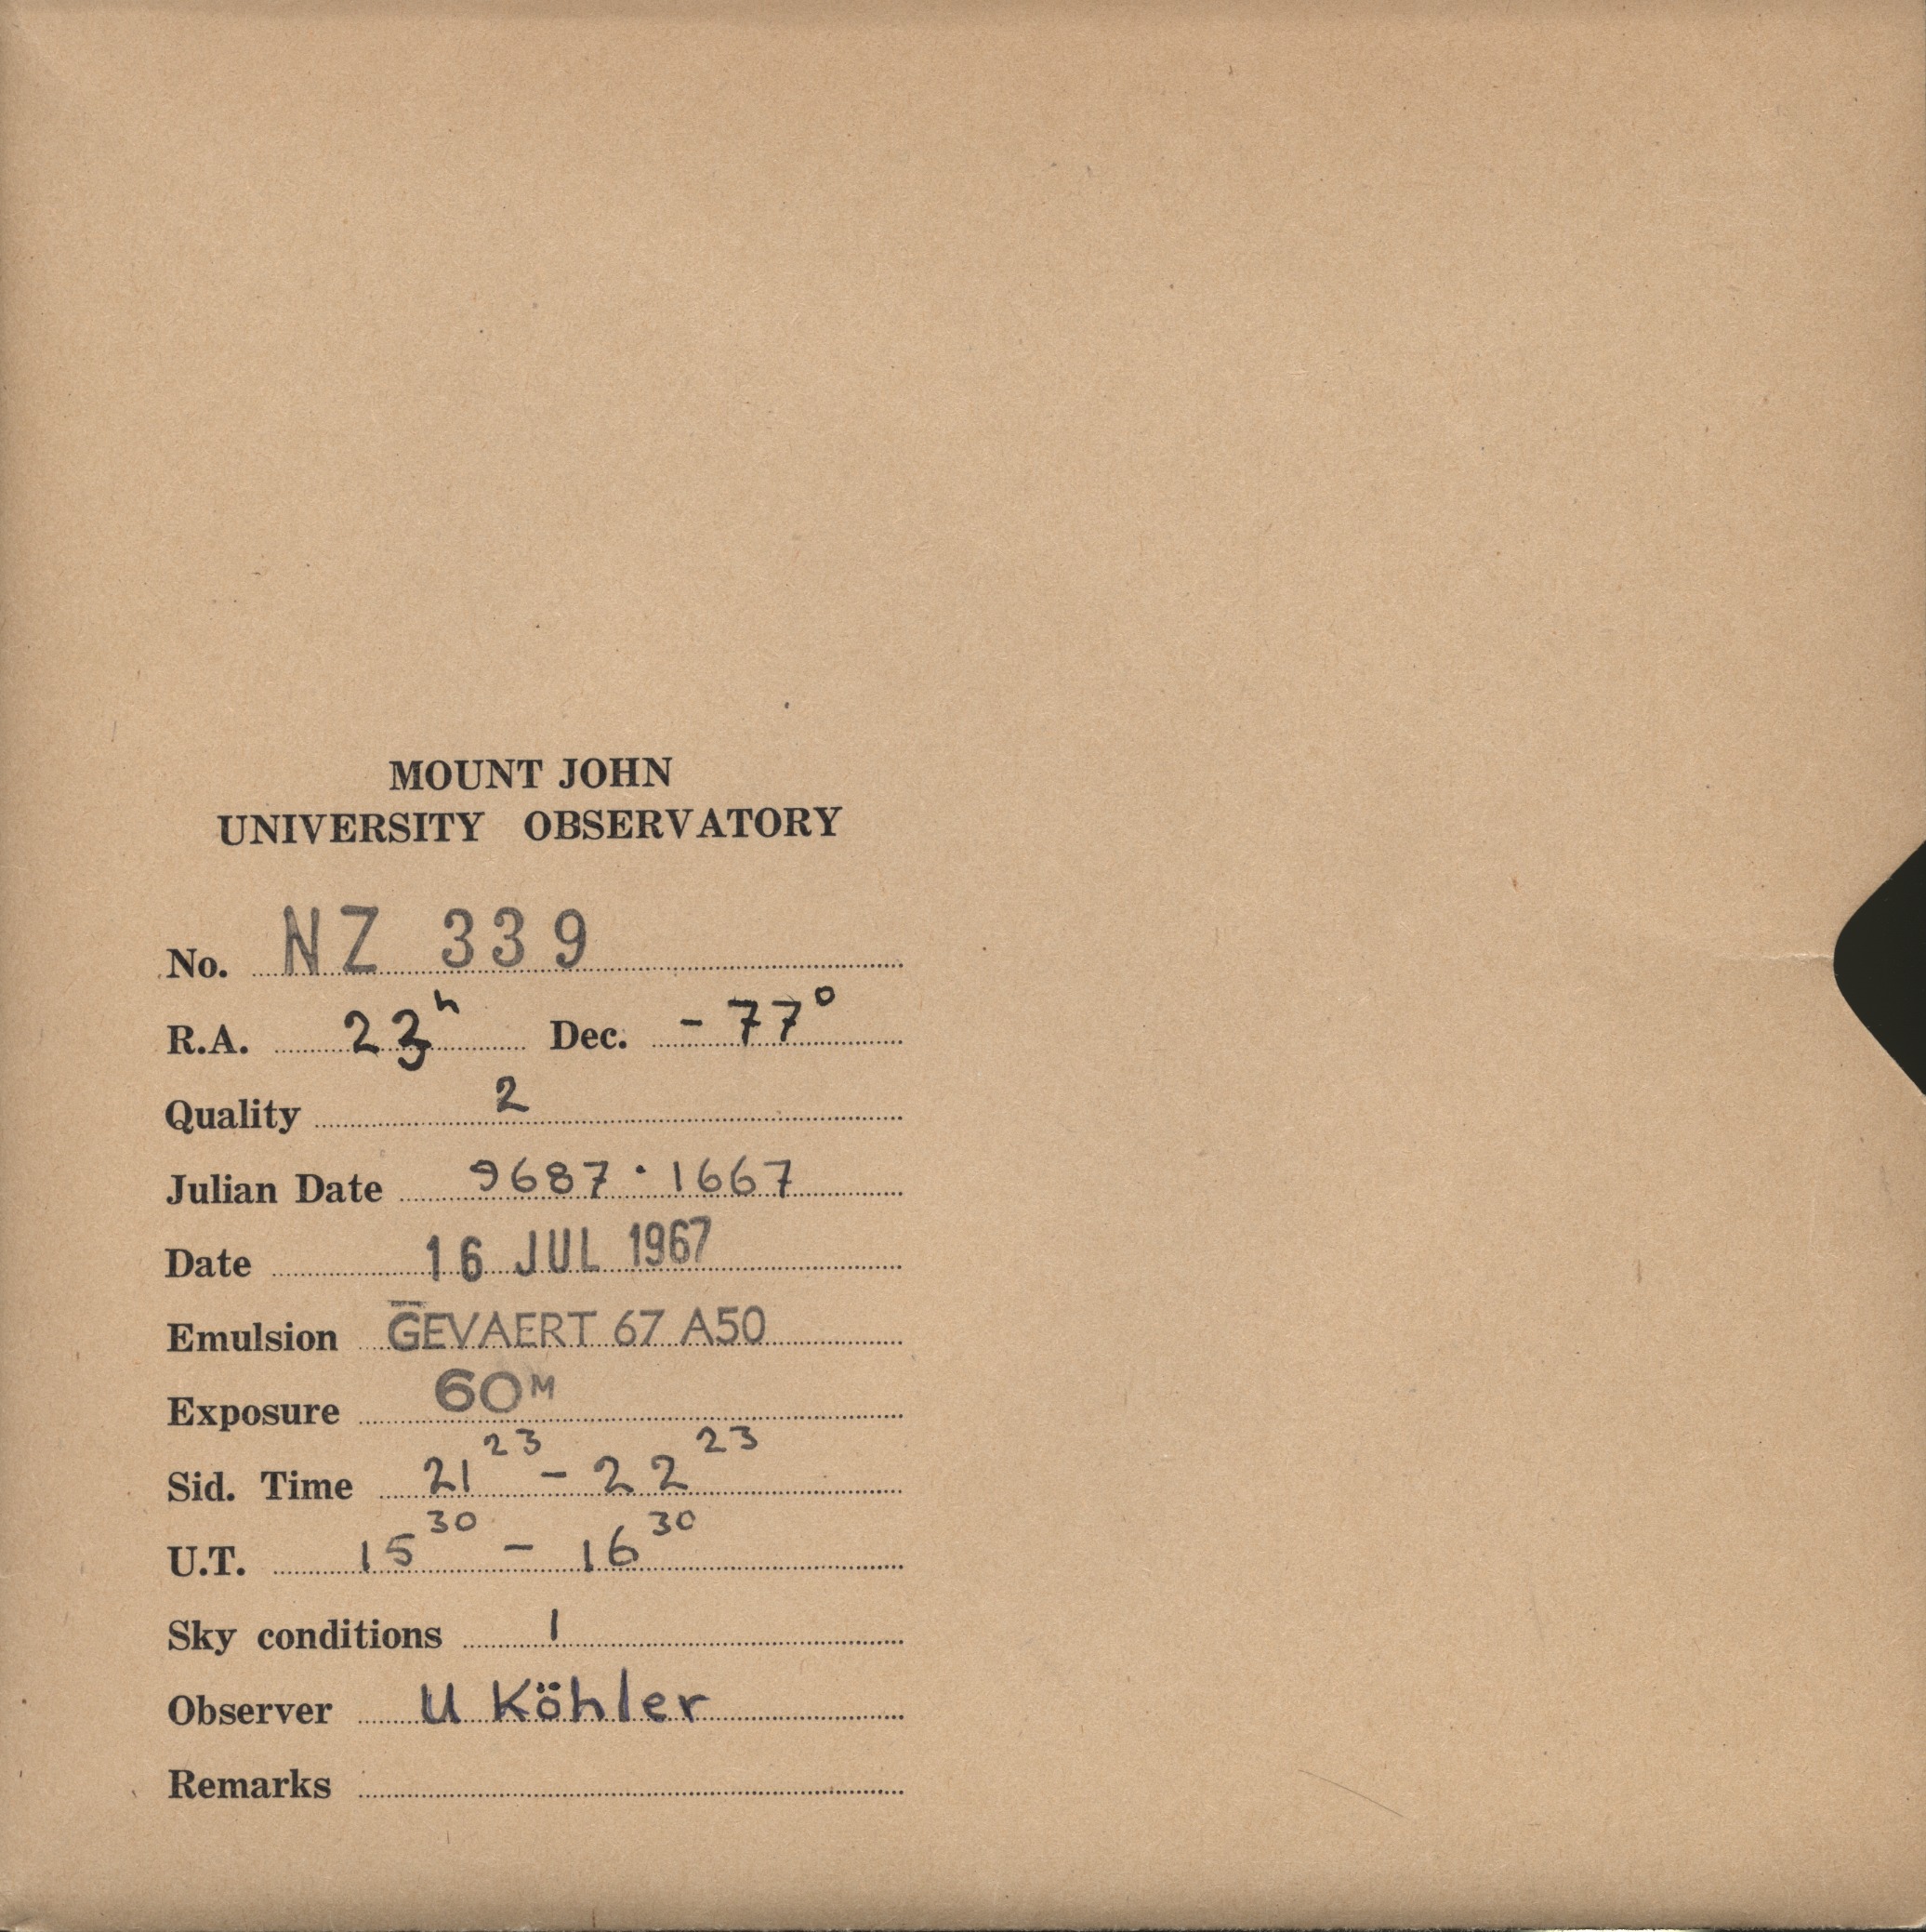 MOUNT JOHN
UNIVERSITY OBSERVATORY
No. NZ 339
R.A. 23h Dec. - 77°
Quality 2
Julian Date 9687·1667
Date 16 JUL 1967
Emulsion GEVAERT 67 A50
Exposure 60M
Sid. Time 21 23 - 22 23
U.T. 15 30 - 16 30
Sky conditions 1
Observer U Köhler
Remarks